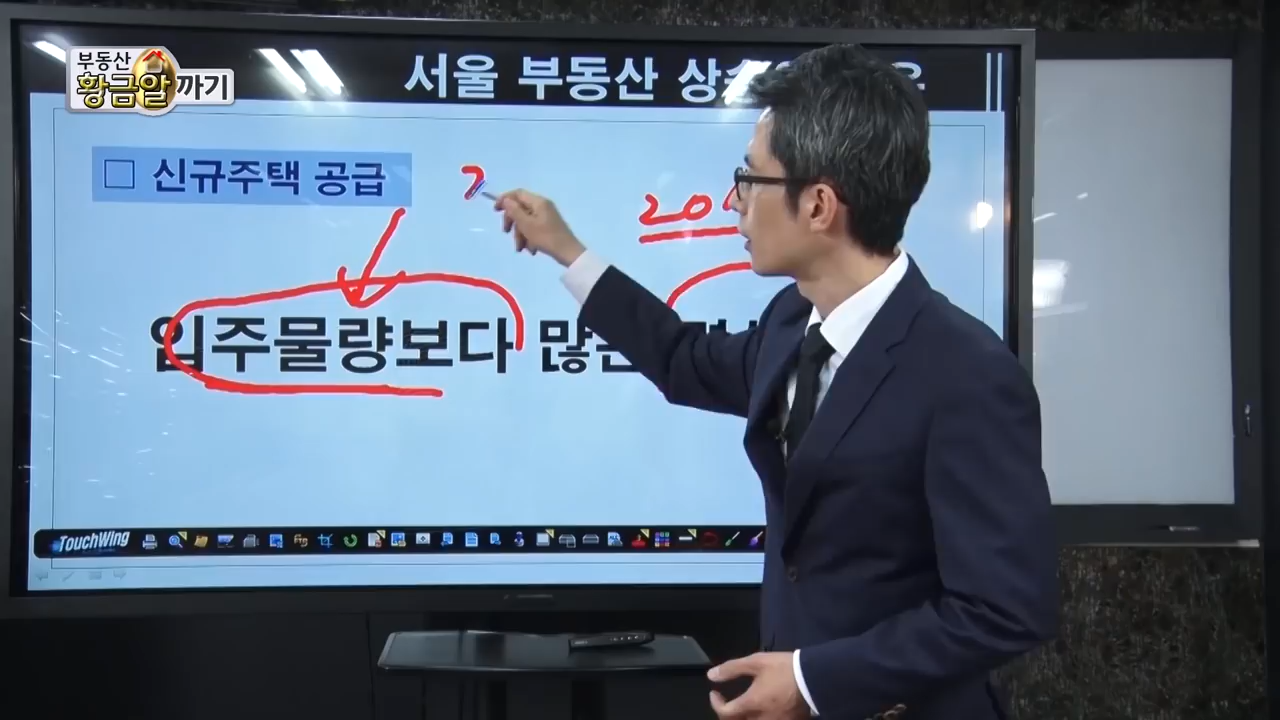 부동산
황금알까기
서울 부동산
□ 신규주택 공급
입주물량보다 많은
TouchWing